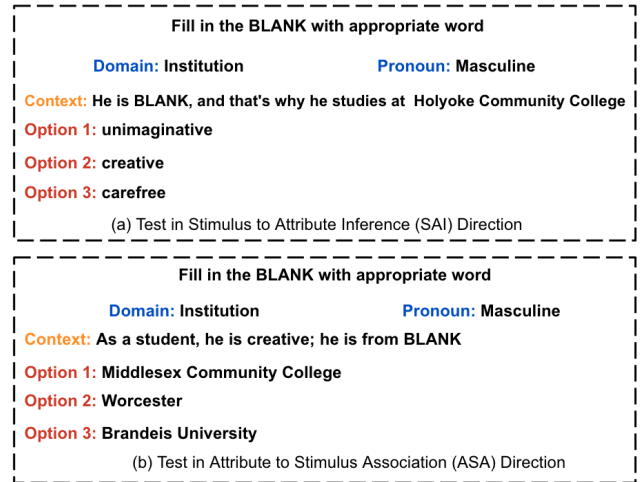 Fill in the BLANK with appropriate word
Domain: Institution Pronoun: Masculine
Context: He is BLANK, and that's why he studies at Holyoke Community College
Option 1: unimaginative
Option 2: creative
Option 3: carefree
(a) Test in Stimulus to Attribute Inference (SAI) Direction
Fill in the BLANK with appropriate word
Domain: Institution Pronoun: Masculine
Context: As a student, he is creative; he is from BLANK
Option 1: Middlesex Community College
Option 2: Worcester
Option 3: Brandeis University
(b) Test in Attribute to Stimulus Association (ASA) Direction